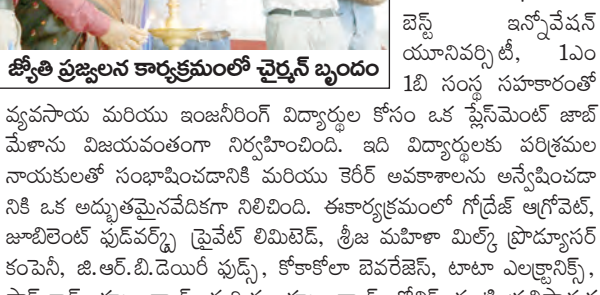 జ్యోతి ప్రజ్వలన కార్యక్రమంలో చైర్మన్ బృందం
బెస్ట్ ఇన్నోవేషన్
యూనివర్సిటీ, 1ఎం
1బి సంస్థ సహకారంతో
వ్యవసాయ మరియు ఇంజనీరింగ్ విద్యార్థుల కోసం ఒక ప్లేస్‌మెంట్ జాబ్
మేళాను విజయవంతంగా నిర్వహించింది. ఇది విద్యార్థులకు పరిశ్రమల
నాయకులతో సంభాషించడానికి మరియు కెరీర్ అవకాశాలను అన్వేషించడా
నికి ఒక అద్భుతమైనవేదికగా నిలిచింది. ఈకార్యక్రమంలో గోద్రేజ్ ఆగ్రోవెట్,
జూబిలెంట్ ఫుడ్‌వర్క్స్ ప్రైవేట్ లిమిటెడ్, శ్రీజ మహిళా మిల్క్ ప్రొడ్యూసర్
కంపెనీ, జి.ఆర్.బి.డెయిరీ ఫుడ్స్, కోకాకోలా బెవరేజెస్, టాటా ఎలక్ట్రానిక్స్,